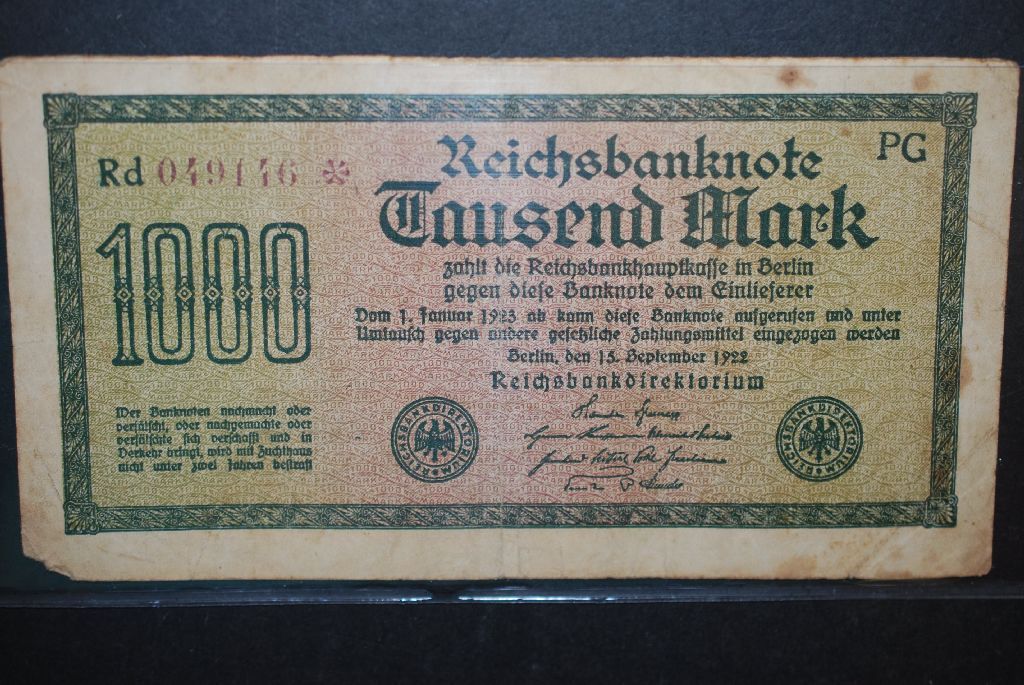 Reichsbanknote
PG
Rd 049146 *
Tausend Mark
1000
zahlt die Reichsbankhauptkasse in Berlin
gegen diese Banknote dem Einlieferer
Vom 1. Januar 1923 ab kann diese Banknote aufgerufen und unter
Umtausch gegen andere gesetzliche Zahlungsmittel eingezogen werden
Berlin, den 15. September 1922
Reichsbankdirektorium
Wer Banknoten nachmacht oder
verfälscht, oder nachgemachte oder
verfälschte sich verschafft und in
Verkehr bringt, wird mit Zuchthaus
nicht unter zwei Jahren bestraft
REICHSBANKDIREKTORIUM
REICHSBANKDIREKTORIUM